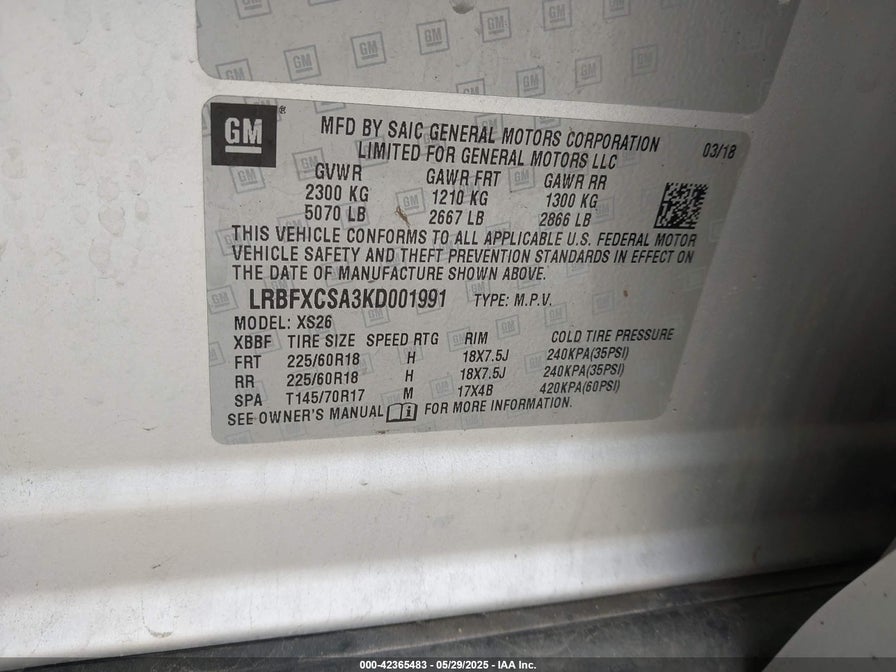 GM
MFD BY SAIC GENERAL MOTORS CORPORATION
LIMITED FOR GENERAL MOTORS LLC
03/18
GVWR GAWR FRT GAWR RR
2300 KG 1210 KG 1300 KG
5070 LB 2667 LB 2866 LB
THIS VEHICLE CONFORMS TO ALL APPLICABLE U.S. FEDERAL MOTOR
VEHICLE SAFETY AND THEFT PREVENTION STANDARDS IN EFFECT ON
THE DATE OF MANUFACTURE SHOWN ABOVE.
LRBFXCSA3KD001991 TYPE: M.P.V.
MODEL: XS26
XBBF TIRE SIZE SPEED RTG RIM COLD TIRE PRESSURE
FRT 225/60R18 H 18X7.5J 240KPA(35PSI)
RR 225/60R18 H 18X7.5J 240KPA(35PSI)
SPA T145/70R17 M 17X4B 420KPA(60PSI)
SEE OWNER'S MANUAL FOR MORE INFORMATION.
000-42365483 - 05/29/2025 - IAA Inc.